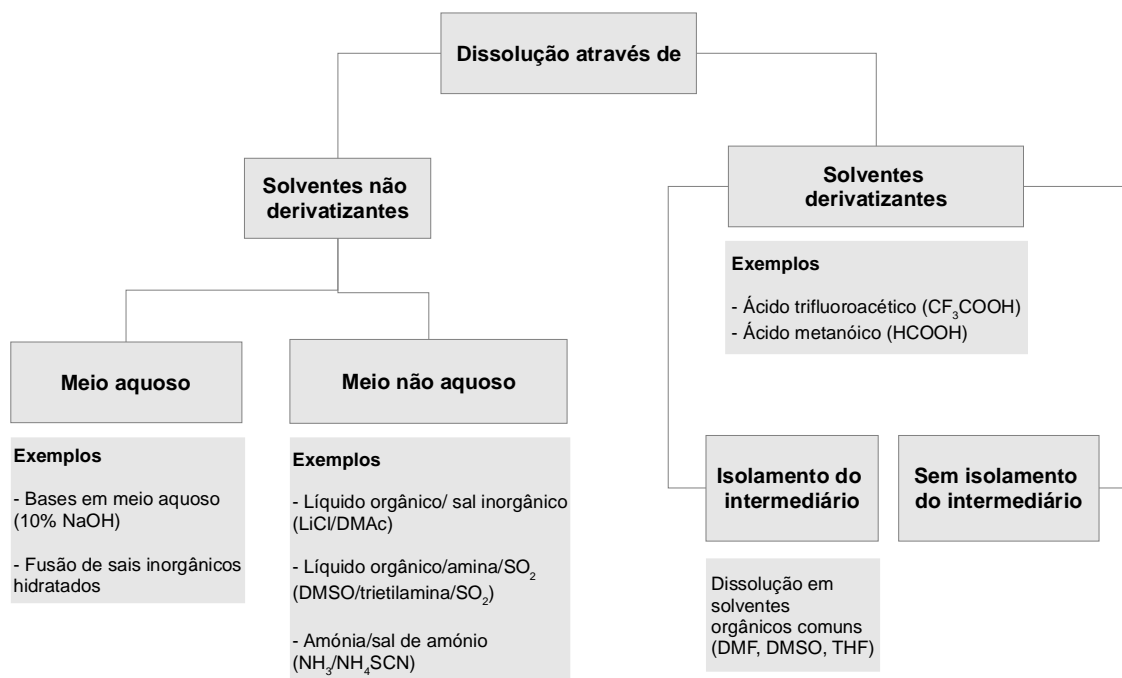 Dissolução através de
Solventes não
derivatizantes
Meio aquoso
Exemplos
- Bases em meio aquoso
(10% NaOH)
- Fusão de sais inorgânicos
hidratados
Meio não aquoso
Exemplos
- Líquido orgânico/ sal inorgânico
(LiCl/DMAc)
- Líquido orgânico/amina/SO₂
(DMSO/trietilamina/SO₂)
- Amónia/sal de amónio
(NH₃/NH₄SCN)
Solventes
derivatizantes
Exemplos
- Ácido trifluoroacético (CF₃COOH)
- Ácido metanóico (HCOOH)
Isolamento do
intermediário
Dissolução em
solventes
orgânicos comuns
(DMF, DMSO, THF)
Sem isolamento
do intermediário